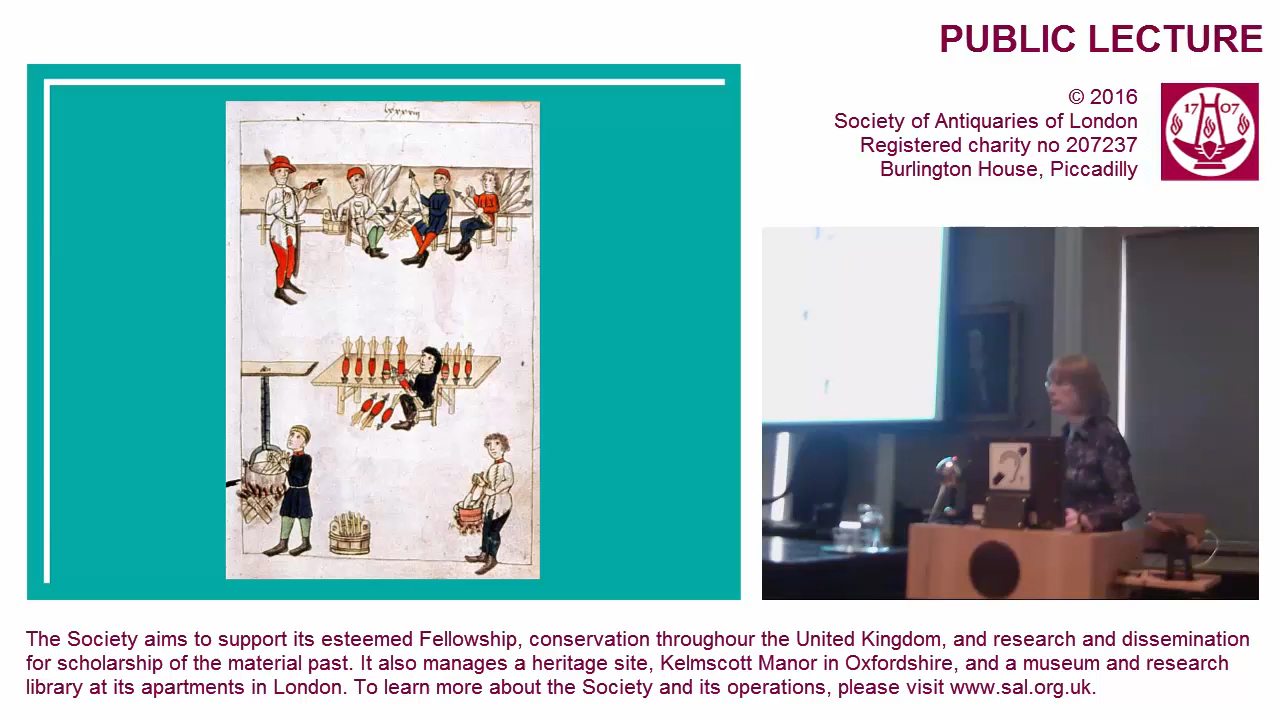 PUBLIC LECTURE
© 2016
Society of Antiquaries of London
Registered charity no 207237
Burlington House, Piccadilly
17 07
The Society aims to support its esteemed Fellowship, conservation throughour the United Kingdom, and research and dissemination
for scholarship of the material past. It also manages a heritage site, Kelmscott Manor in Oxfordshire, and a museum and research
library at its apartments in London. To learn more about the Society and its operations, please visit www.sal.org.uk.